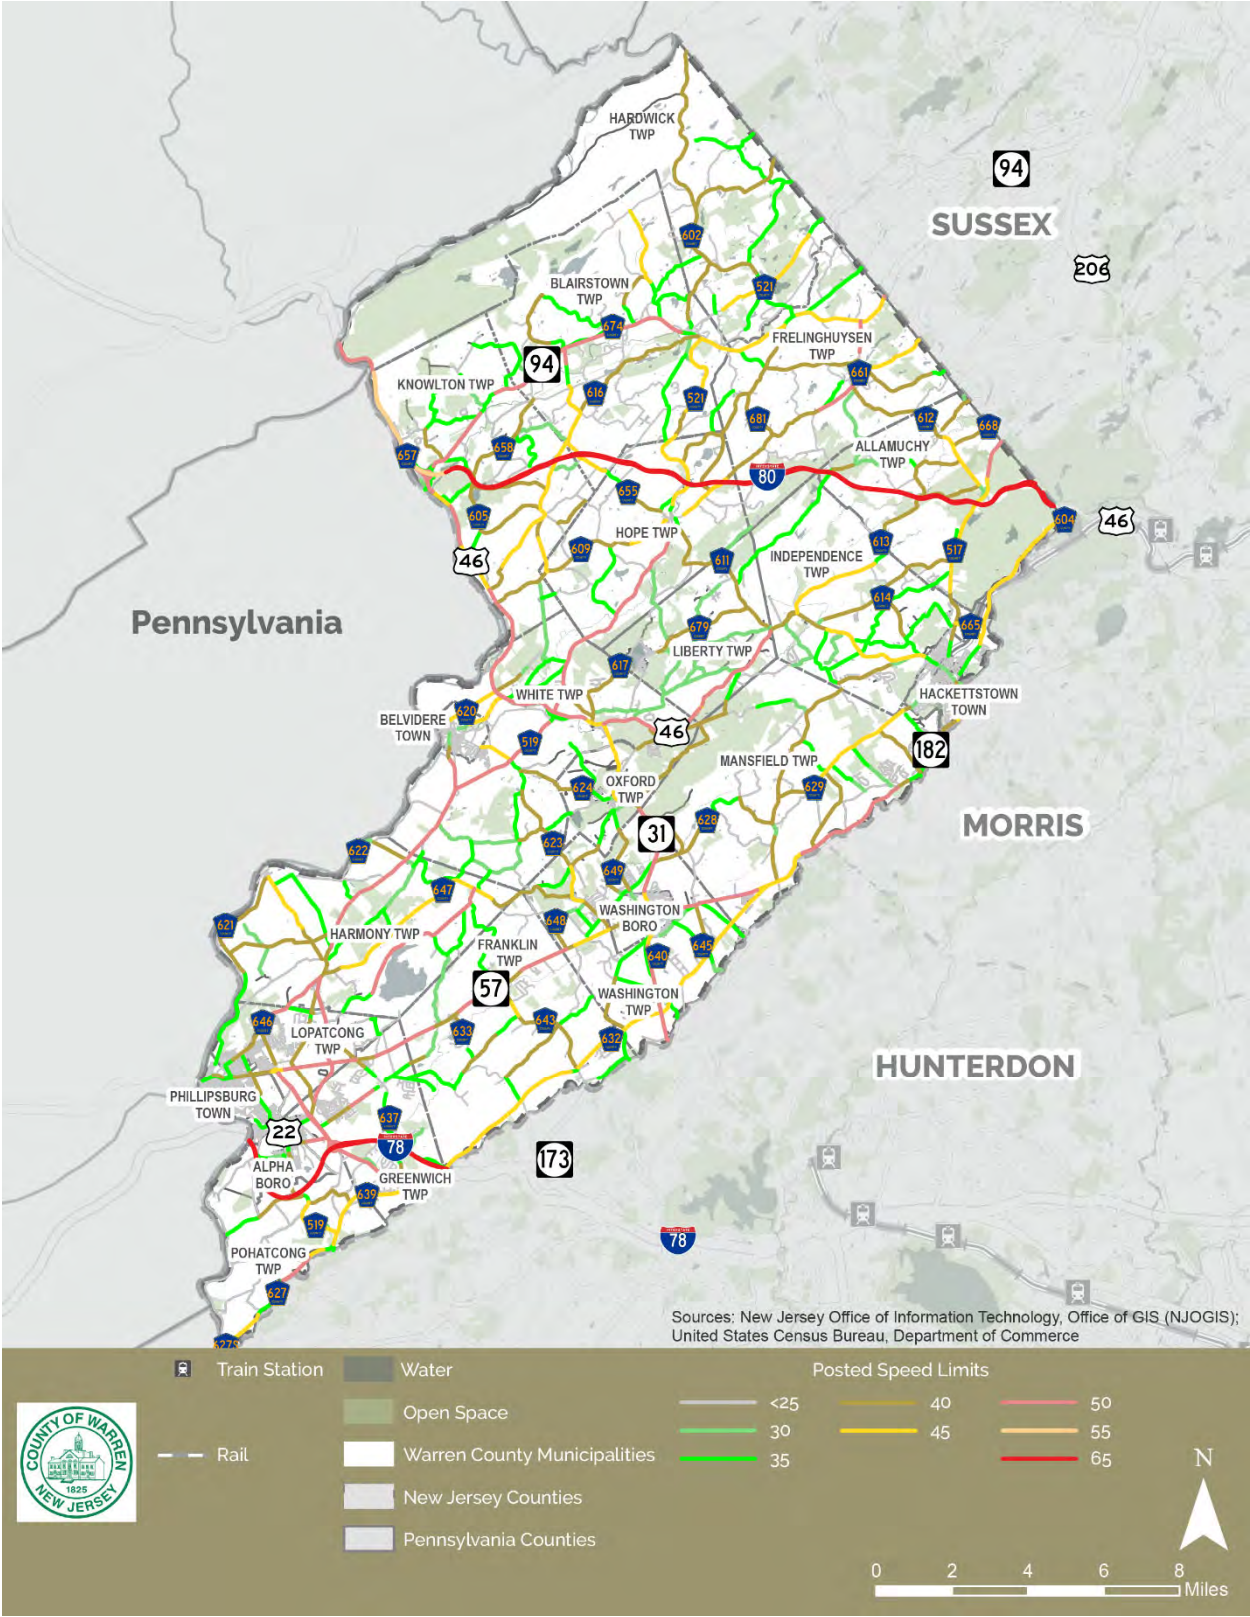 HARDWICK
TWP
94
SUSSEX
206
602
521
BLAIRSTOWN
TWP
674
FRELINGHUYSEN
TWP
94
661
KNOWLTON TWP
616
521
681
612
668
657
658
ALLAMUCHY
TWP
80
655
605
604
46
HOPE TWP
613
517
46
609
611
INDEPENDENCE
TWP
614
Pennsylvania
679
665
LIBERTY TWP
617
WHITE TWP
HACKETTSTOWN
TOWN
BELVIDERE
TOWN
620
519
46
182
MANSFIELD TWP
OXFORD
TWP
624
629
MORRIS
31
628
622
623
649
647
WASHINGTON
BORO
621
648
HARMONY TWP
FRANKLIN
TWP
645
640
57
WASHINGTON
TWP
646
LOPATCONG
TWP
633
643
632
HUNTERDON
PHILLIPSBURG
TOWN
637
22
78
173
ALPHA
BORO
GREENWICH
TWP
639
519
78
POHATCONG
TWP
627
627S
Sources: New Jersey Office of Information Technology, Office of GIS (NJOGIS);
United States Census Bureau, Department of Commerce
Train Station
Rail
Water
Open Space
Warren County Municipalities
New Jersey Counties
Pennsylvania Counties
Posted Speed Limits
<25
30
35
40
45
50
55
65
COUNTY OF WARREN
1825
NEW JERSEY
N
0 2 4 6 8
Miles